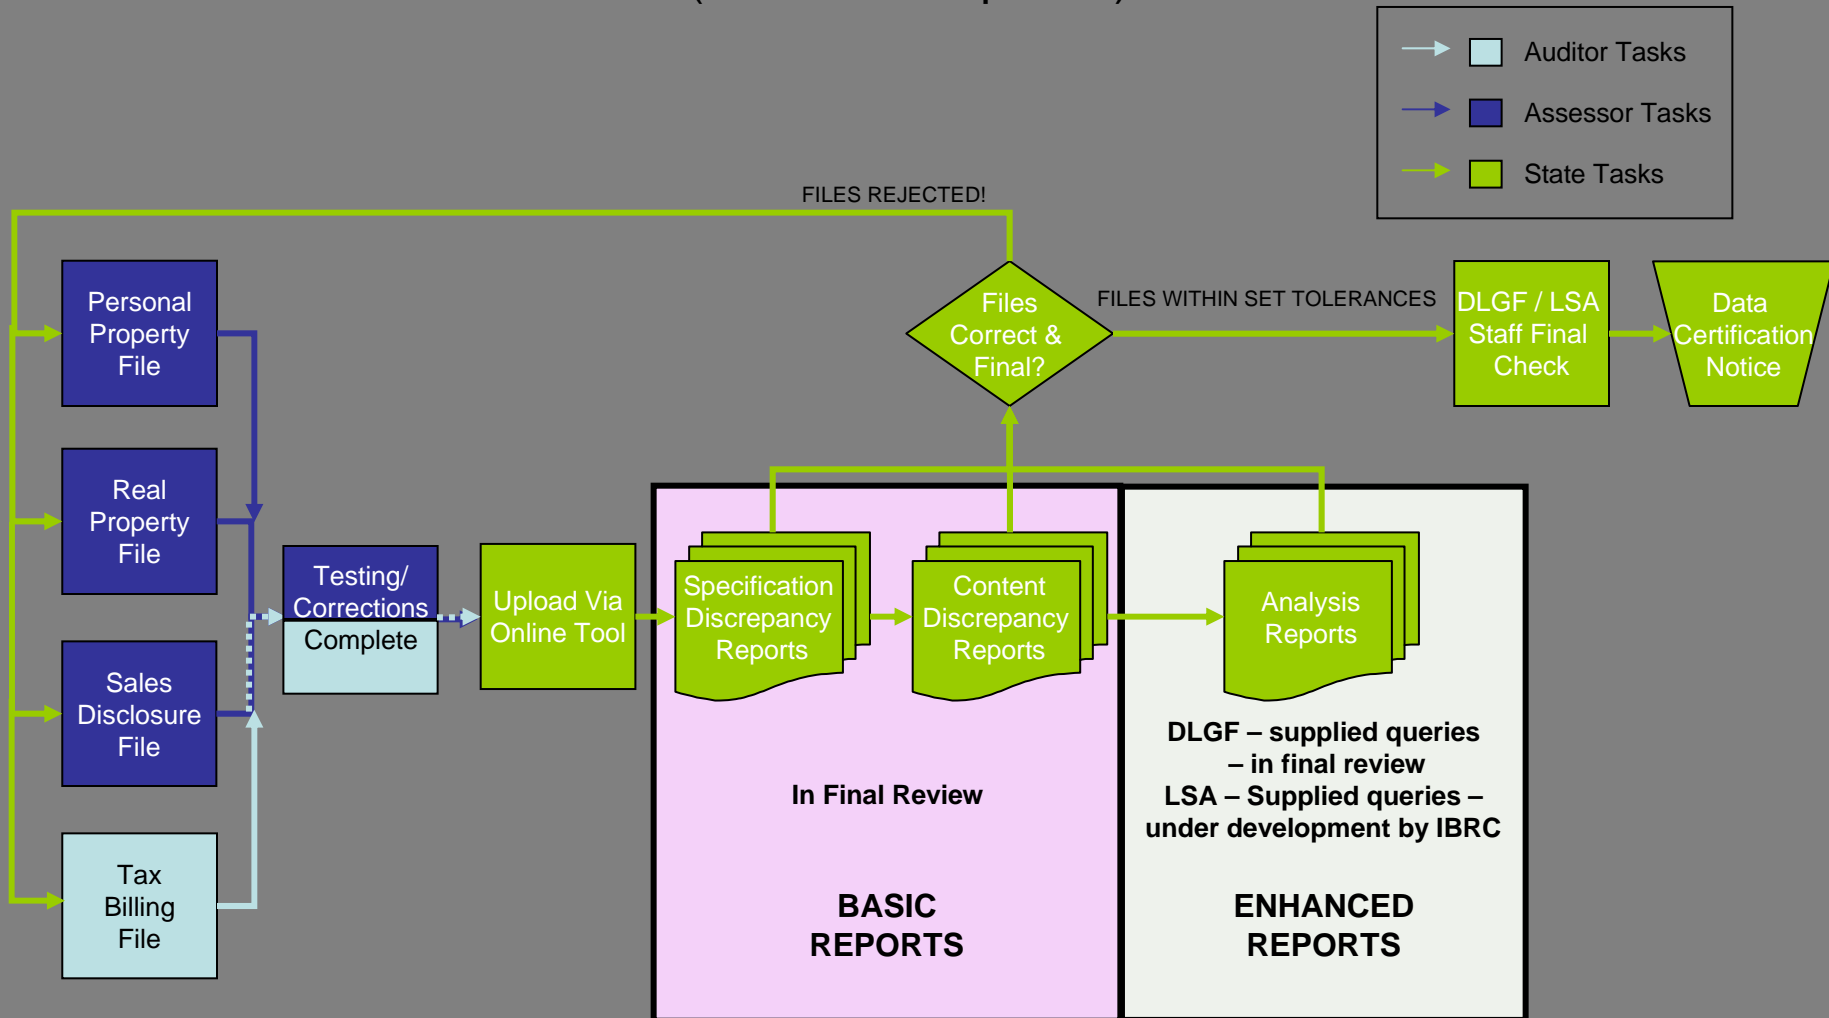 Auditor Tasks
Assessor Tasks
State Tasks
FILES REJECTED!
Personal
Property
File
Files
Correct &
Final?
FILES WITHIN SET TOLERANCES
DLGF / LSA
Staff Final
Check
Data
Certification
Notice
Real
Property
File
Testing/
Corrections
Complete
Upload Via
Online Tool
Specification
Discrepancy
Reports
Content
Discrepancy
Reports
Analysis
Reports
Sales
Disclosure
File
In Final Review
DLGF – supplied queries
– in final review
LSA – Supplied queries –
under development by IBRC
Tax
Billing
File
BASIC
REPORTS
ENHANCED
REPORTS